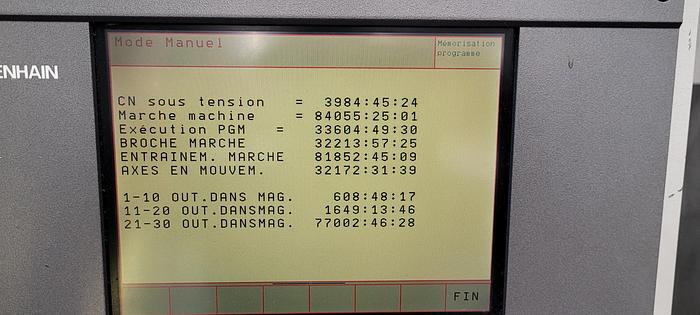 ENHAIN
Mode Manuel
Mémorisation
programme
CN sous tension = 3984:45:24
Marche machine = 84055:25:01
Exécution PGM = 33604:49:30
BROCHE MARCHE 32213:57:25
ENTRAINEM. MARCHE 81852:45:09
AXES EN MOUVEM. 32172:31:39
1-10 OUT.DANS MAG. 608:48:17
11-20 OUT.DANSMAG. 1649:13:46
21-30 OUT.DANSMAG. 77002:46:28
FIN